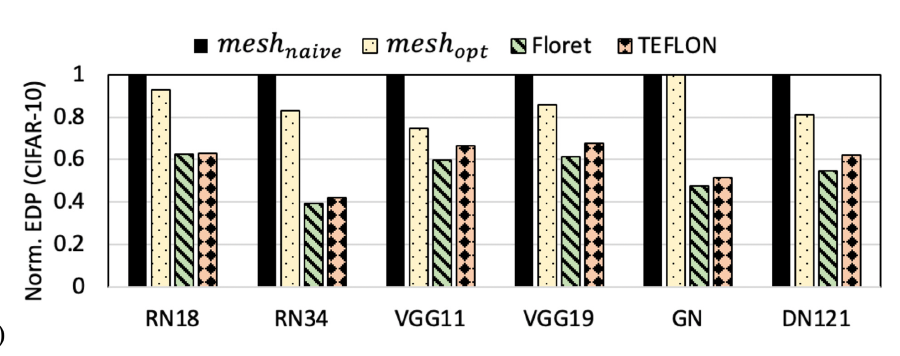 mesh_naive mesh_opt Floret TEFLON
Norm. EDP (CIFAR-10)
1
0.8
0.6
0.4
0.2
0
RN18 RN34 VGG11 VGG19 GN DN121
)